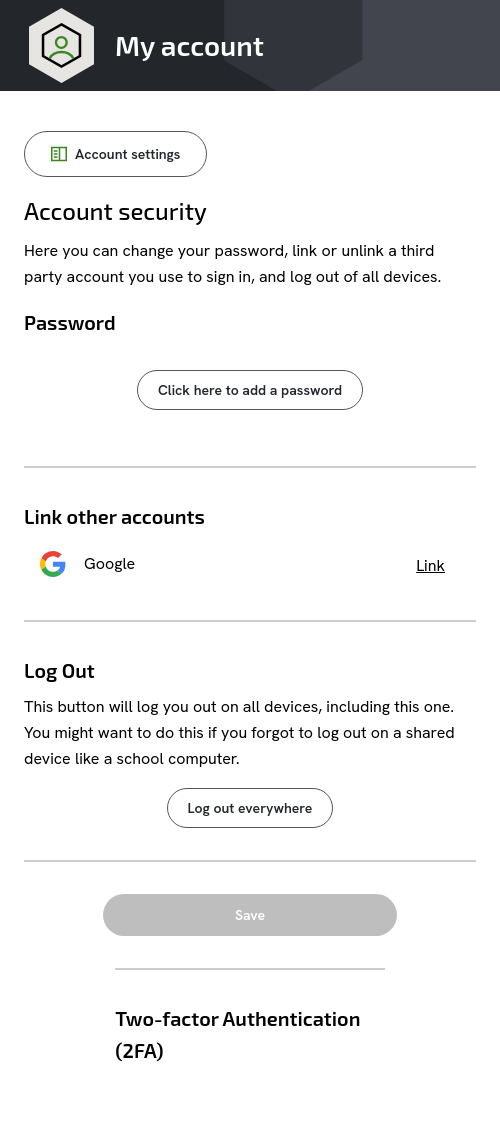 My account
Account settings
Account security
Here you can change your password, link or unlink a third
party account you use to sign in, and log out of all devices.
Password
Click here to add a password
Link other accounts
Google
Link
Log Out
This button will log you out on all devices, including this one.
You might want to do this if you forgot to log out on a shared
device like a school computer.
Log out everywhere
Save
Two-factor Authentication
(2FA)